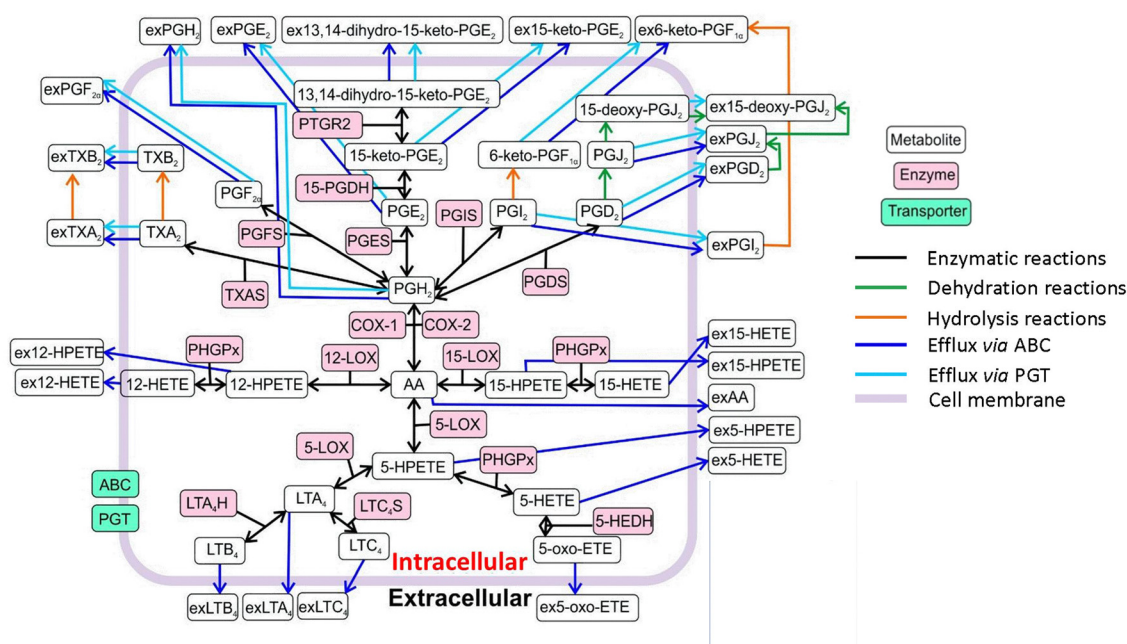 exPGH₂
exPGE₂
ex13,14-dihydro-15-keto-PGE₂
ex15-keto-PGE₂
ex6-keto-PGF₁α
exPGF₂α
13,14-dihydro-15-keto-PGE₂
15-deoxy-PGJ₂
ex15-deoxy-PGJ₂
PTGR2
exPGJ₂
Metabolite
exTXB₂
TXB₂
15-keto-PGE₂
6-keto-PGF₁α
PGJ₂
exPGD₂
Enzyme
PGF₂α
15-PGDH
Transporter
PGE₂
PGIS
PGI₂
PGD₂
exTXA₂
TXA₂
PGFS
PGES
exPGI₂
Enzymatic reactions
TXAS
PGH₂
PGDS
Dehydration reactions
COX-1
COX-2
Hydrolysis reactions
ex15-HETE
ex12-HPETE
PHGPx
12-LOX
15-LOX
PHGPx
Efflux via ABC
ex15-HPETE
ex12-HETE
12-HETE
12-HPETE
AA
15-HPETE
15-HETE
Efflux via PGT
exAA
Cell membrane
5-LOX
ex5-HPETE
5-LOX
5-HPETE
PHGPx
ex5-HETE
ABC
LTA₄H
LTA₄
LTC₄S
5-HETE
PGT
5-HEDH
LTB₄
LTC₄
5-oxo-ETE
Intracellular
Extracellular
exLTB₄
exLTA₄
exLTC₄
ex5-oxo-ETE